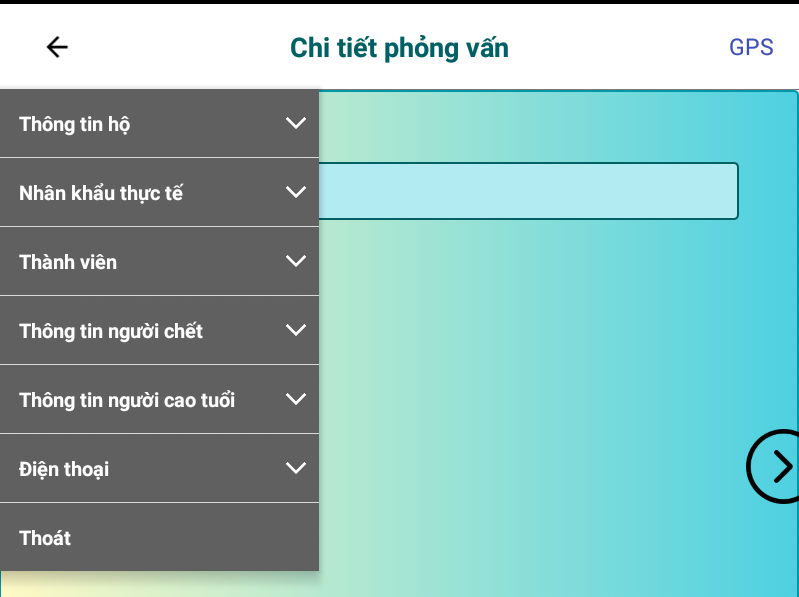 Chi tiết phỏng vấn
GPS
Thông tin hộ
Nhân khẩu thực tế
Thành viên
Thông tin người chết
Thông tin người cao tuổi
Điện thoại
Thoát